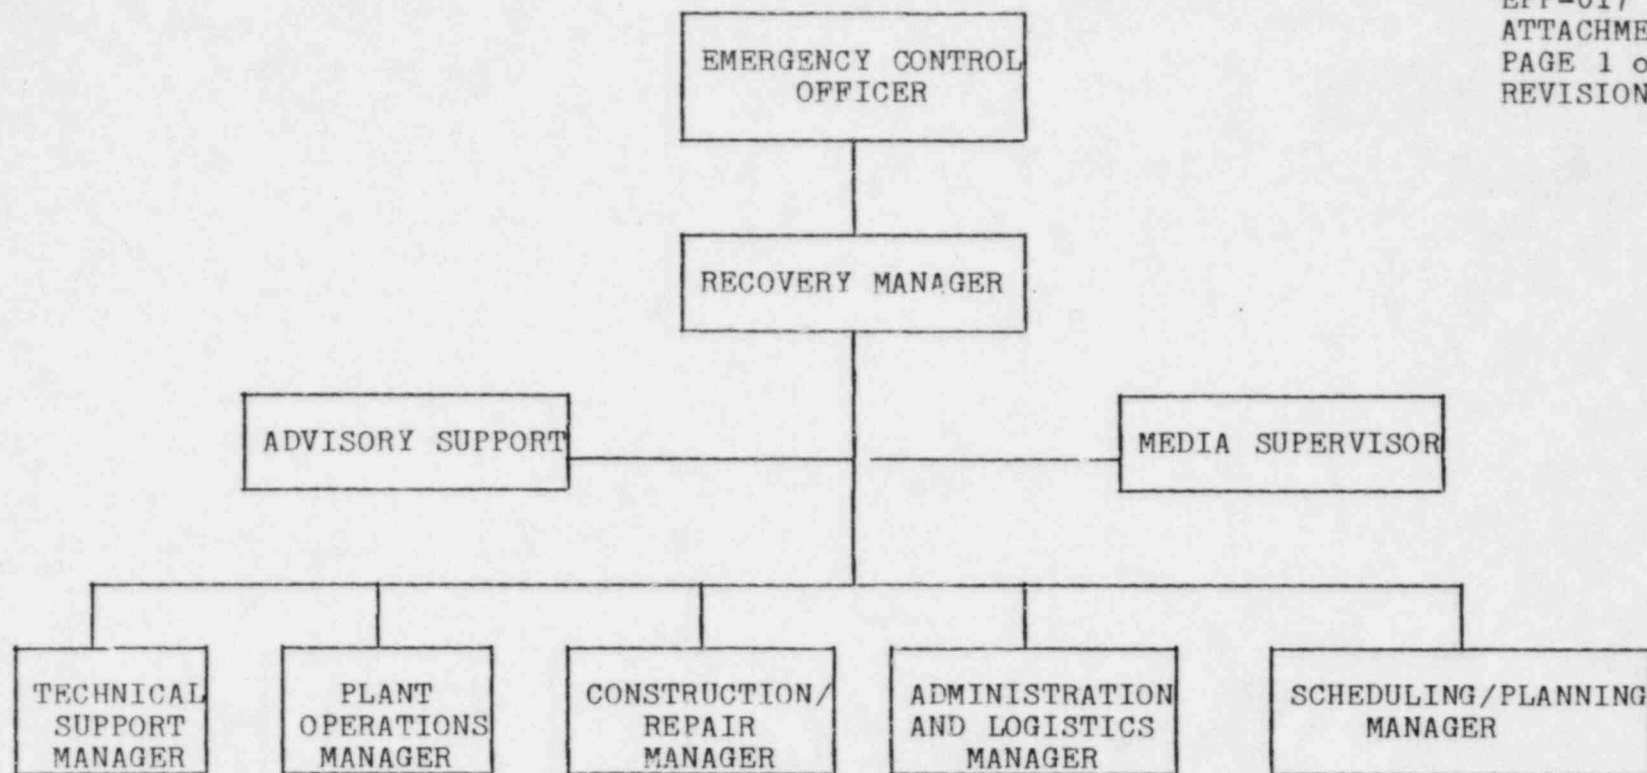 ATTACHME
PAGE 1 o
REVISION
EMERGENCY CONTROL
OFFICER
RECOVERY MANAGER
ADVISORY SUPPORT
MEDIA SUPERVISOR
TECHNICAL
SUPPORT
MANAGER
PLANT
OPERATIONS
MANAGER
CONSTRUCTION/
REPAIR
MANAGER
ADMINISTRATION
AND LOGISTICS
MANAGER
SCHEDULING/PLANNING
MANAGER